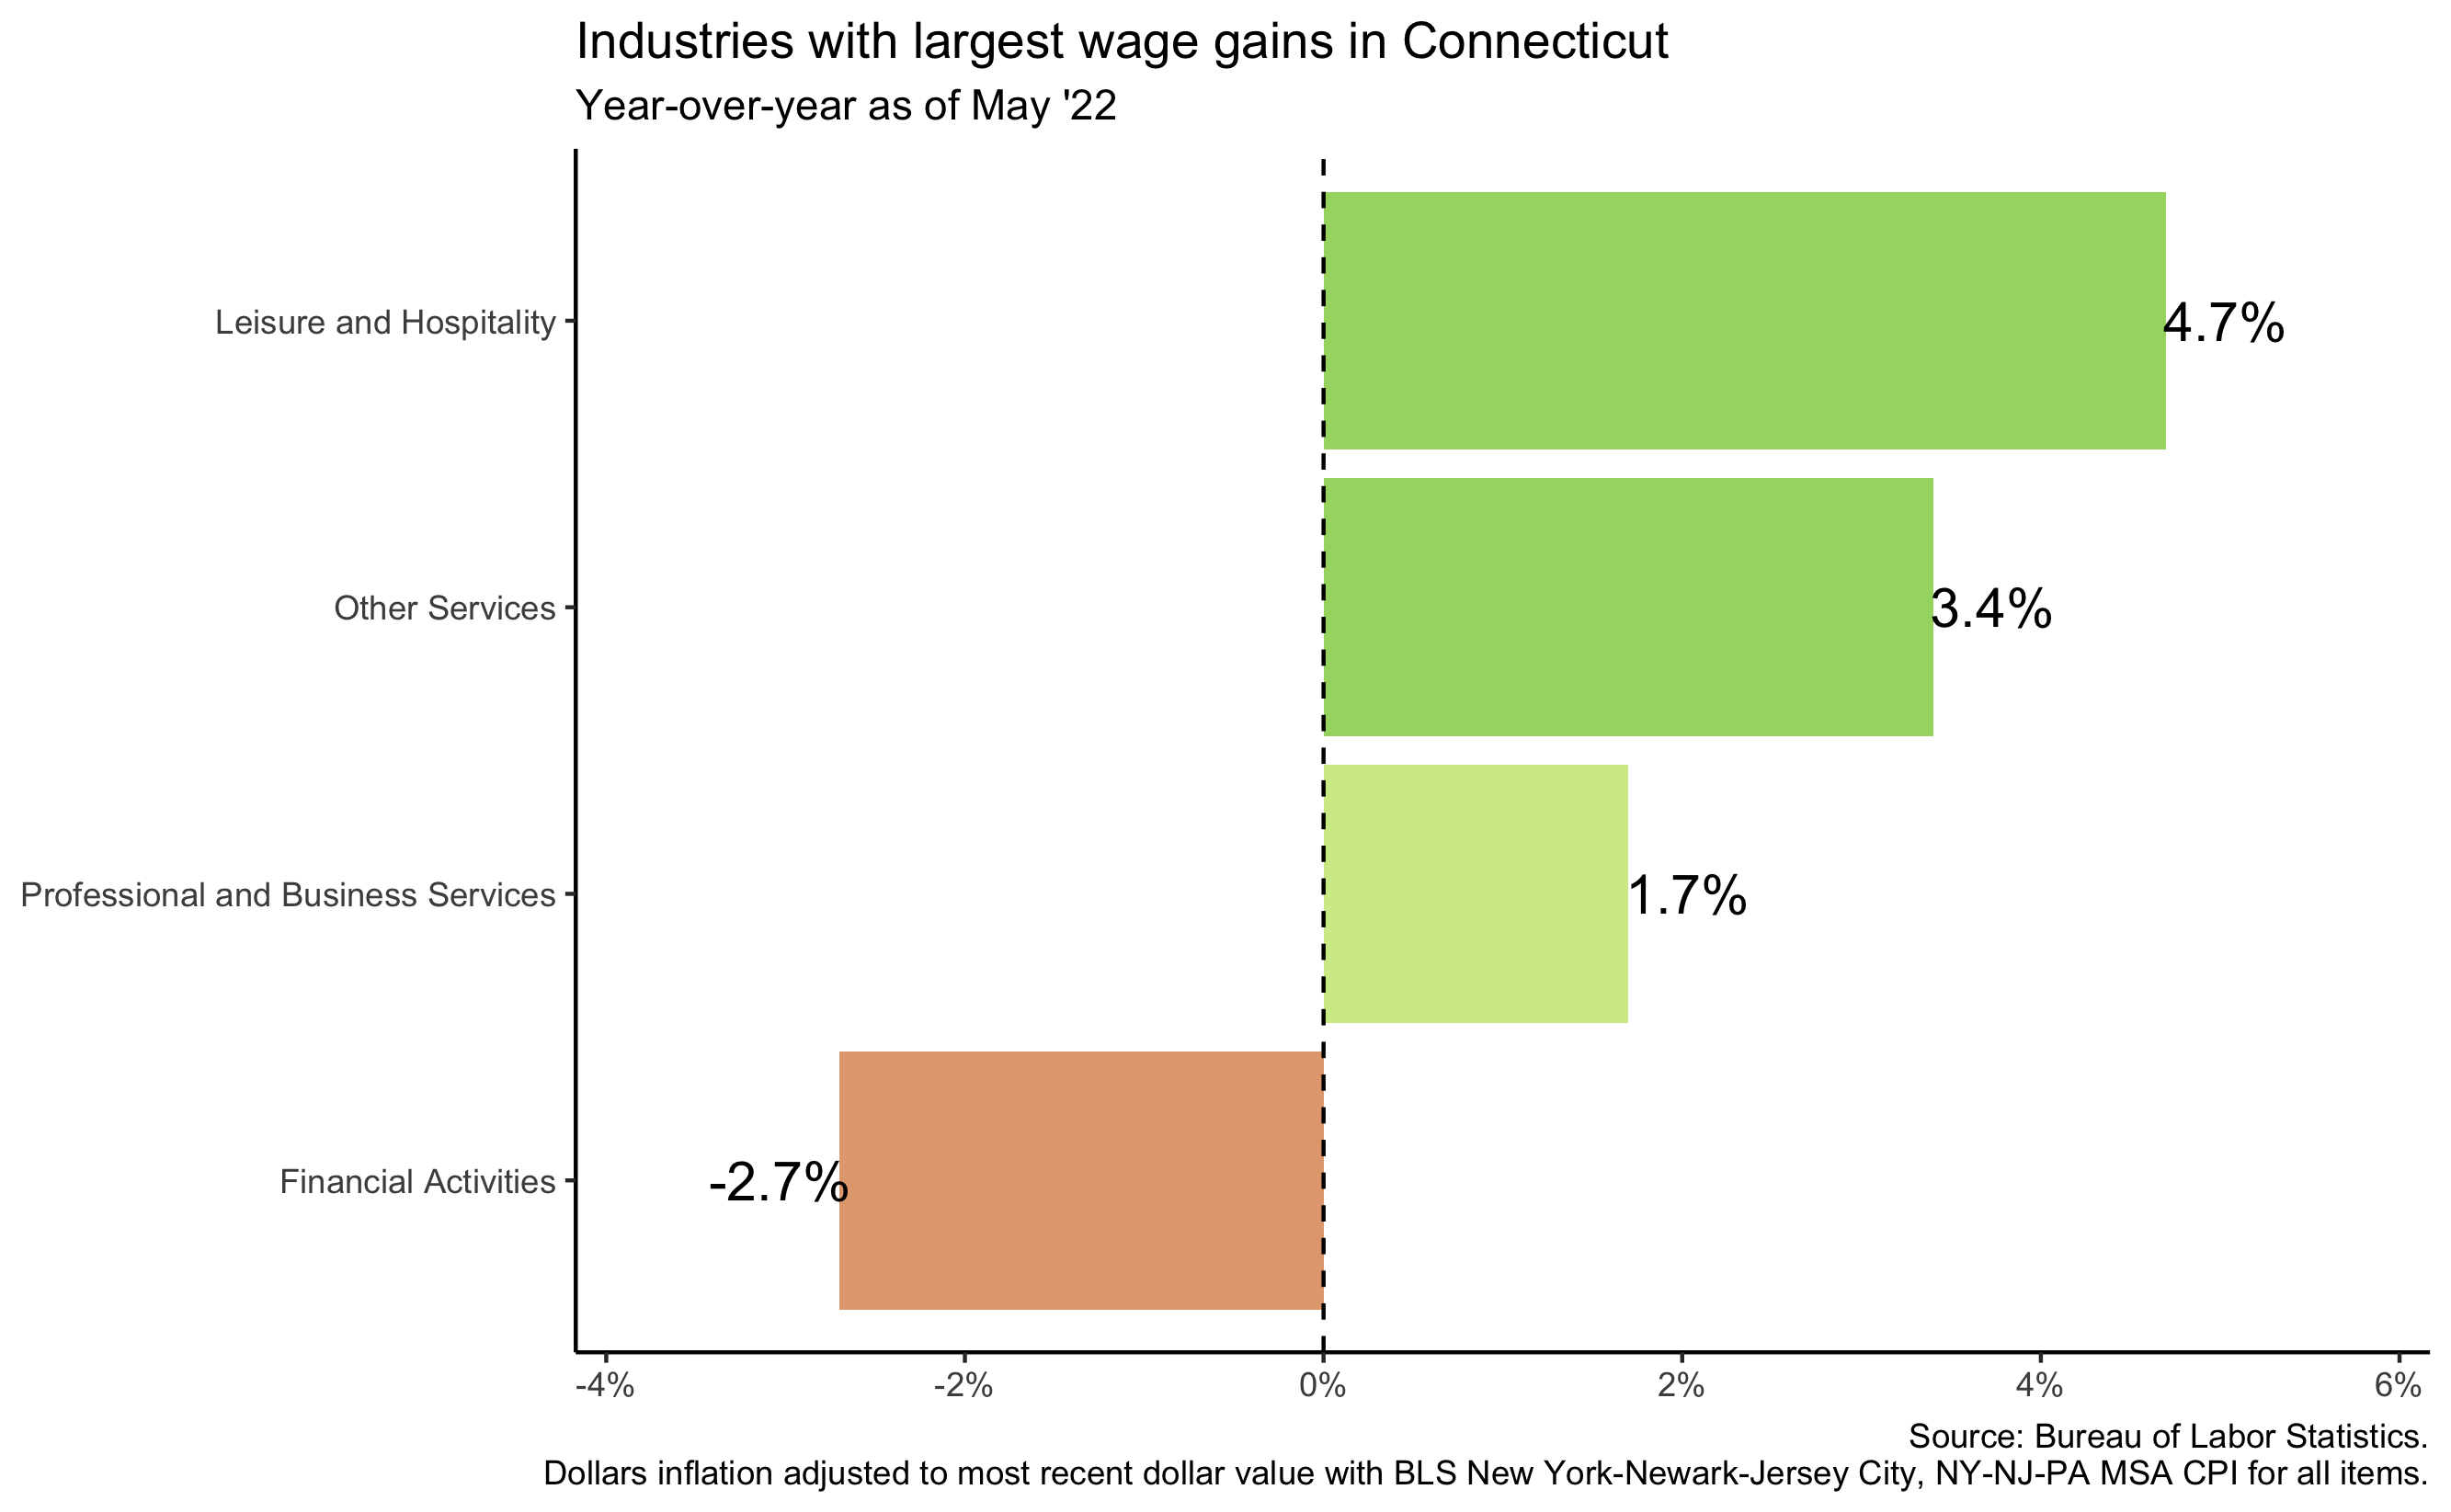 Industries with largest wage gains in Connecticut
Year-over-year as of May '22
Leisure and Hospitality
4.7%
Other Services
3.4%
Professional and Business Services
1.7%
Financial Activities
-2.7%
-4% -2% 0% 2% 4% 6%
Source: Bureau of Labor Statistics.
Dollars inflation adjusted to most recent dollar value with BLS New York-Newark-Jersey City, NY-NJ-PA MSA CPI for all items.